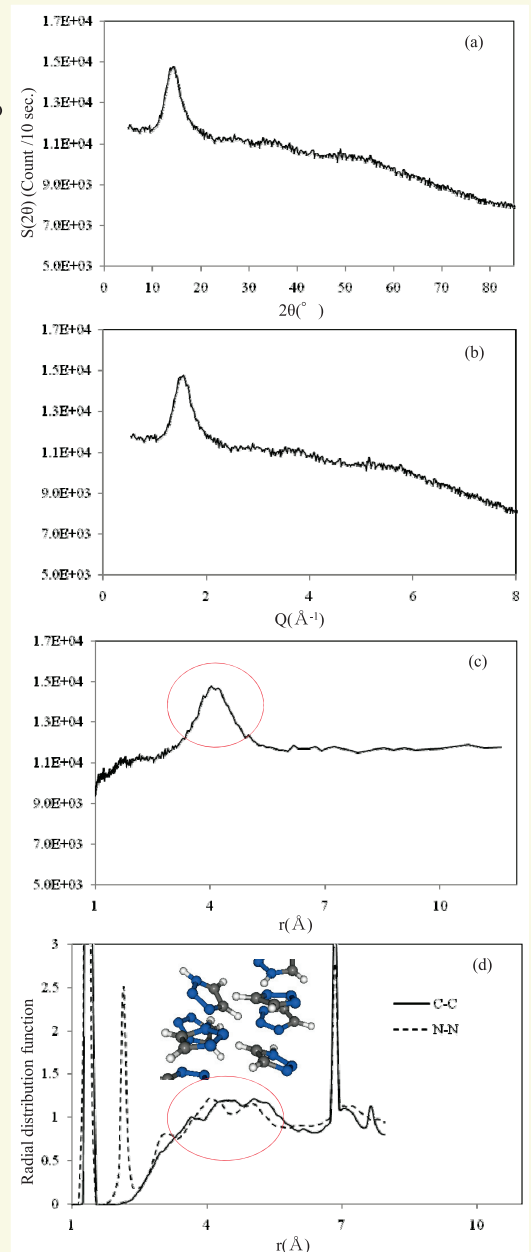 (a)
S(2θ) (Count /10 sec.)
1.7E+04
1.5E+04
1.3E+04
1.1E+04
9.0E+03
7.0E+03
5.0E+03
0 10 20 30 40 50 60 70 80
2θ(° )
(b)
1.7E+04
1.5E+04
1.3E+04
1.1E+04
9.0E+03
7.0E+03
5.0E+03
0 2 4 6 8
Q(Å-1)
(c)
1.7E+04
1.5E+04
1.3E+04
1.1E+04
9.0E+03
7.0E+03
5.0E+03
1 4 7 10
r(Å)
(d)
Radial distribution function
3
2.5
2
1.5
1
0.5
0
C-C
N-N
1 4 7 10
r(Å)